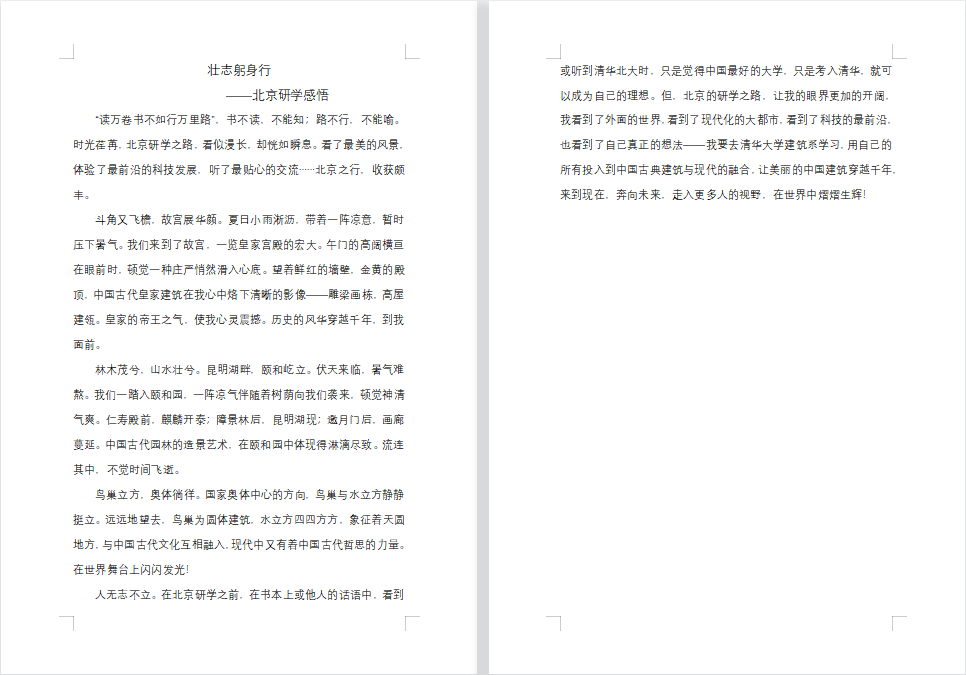 壮志躬身行
——北京研学感悟
“读万卷书不如行万里路”，书不读，不能知；路不行，不能喻。
时光荏苒，北京研学之路，看似漫长，却恍如瞬息。看了最美的风景，
体验了最前沿的科技发展，听了最贴心的交流······北京之行，收获颇
丰。
斗角又飞檐，故宫展华颜。夏日小雨淅沥，带着一阵凉意，暂时
压下暑气。我们来到了故宫，一览皇家宫殿的宏大。午门的高阔横亘
在眼前时，顿觉一种庄严悄然滑入心底。望着鲜红的墙壁，金黄的殿
顶，中国古代皇家建筑在我心中烙下清晰的影像——雕梁画栋，高屋
建瓴。皇家的帝王之气，使我心灵震撼。历史的风华穿越千年，到我
面前。
林木茂兮，山水壮兮。昆明湖畔，颐和屹立。伏天来临，暑气难
熬。我们一踏入颐和园，一阵凉气伴随着树荫向我们袭来，顿觉神清
气爽。仁寿殿前，麒麟开泰；障景林后，昆明湖现；邀月门后，画廊
蔓延。中国古代园林的造景艺术，在颐和园中体现得淋漓尽致。流连
其中，不觉时间飞逝。
鸟巢立方，奥体徜徉。国家奥体中心的方向，鸟巢与水立方静静
挺立。远远地望去，鸟巢为圆体建筑，水立方四四方方，象征着天圆
地方，与中国古代文化互相融入，现代中又有着中国古代哲思的力量。
在世界舞台上闪闪发光！
人无志不立。在北京研学之前，在书本上或他人的话语中，看到
或听到清华北大时，只是觉得中国最好的大学，只是考入清华，就可
以成为自己的理想。但，北京的研学之路，让我的眼界更加的开阔，
我看到了外面的世界，看到了现代化的大都市，看到了科技的最前沿，
也看到了自己真正的想法——我要去清华大学建筑系学习，用自己的
所有投入到中国古典建筑与现代的融合，让美丽的中国建筑穿越千年，
来到现在，奔向未来，走入更多人的视野，在世界中熠熠生辉！